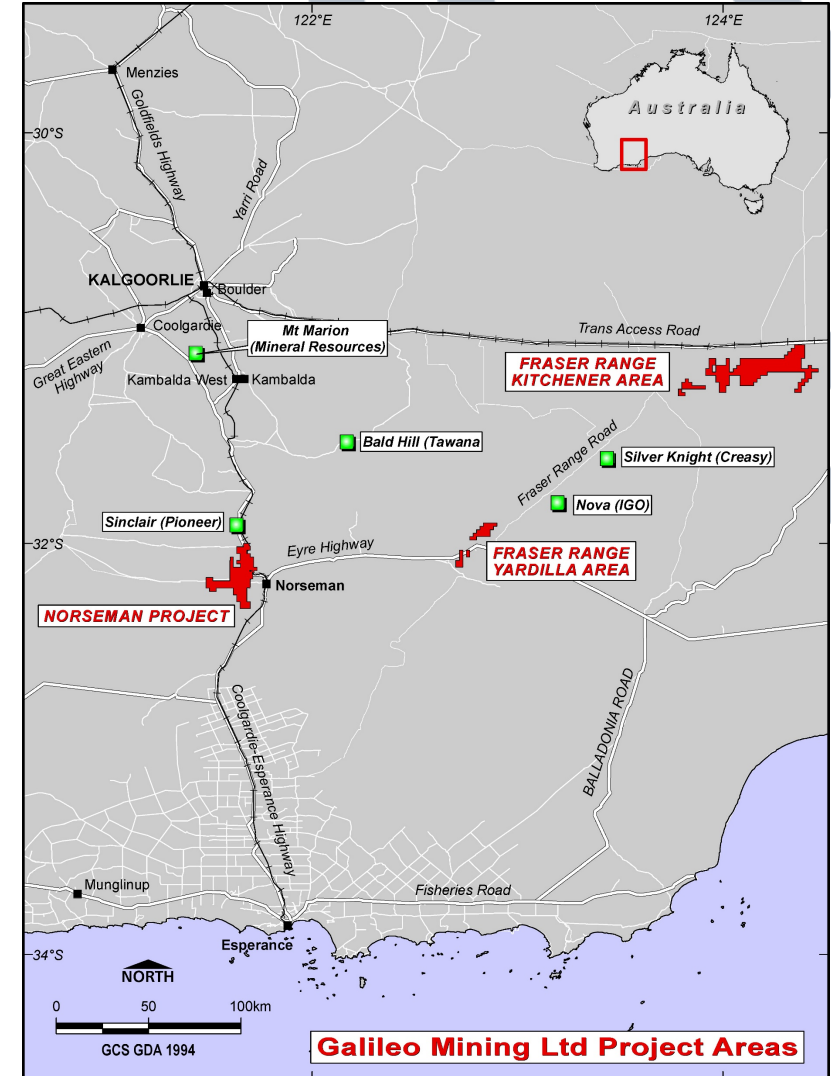 122°E
124°E
Menzies
Goldfields Highway
Australia
30°S
Yarri Road
KALGOORLIE
Boulder
Coolgardie
Mt Marion
(Mineral Resources)
Trans Access Road
Great Eastern
Highway
FRASER RANGE
KITCHENER AREA
Kambalda West
Kambalda
Bald Hill (Tawana
Fraser Range Road
Silver Knight (Creasy)
Nova (IGO)
Sinclair (Pioneer)
32°S
Eyre Highway
FRASER RANGE
YARDILLA AREA
Norseman
NORSEMAN PROJECT
Coolgardie-Esperance Highway
BALLADONIA ROAD
Munglinup
Fisheries Road
Esperance
34°S
NORTH
0 50 100km
GCS GDA 1994
Galileo Mining Ltd Project Areas